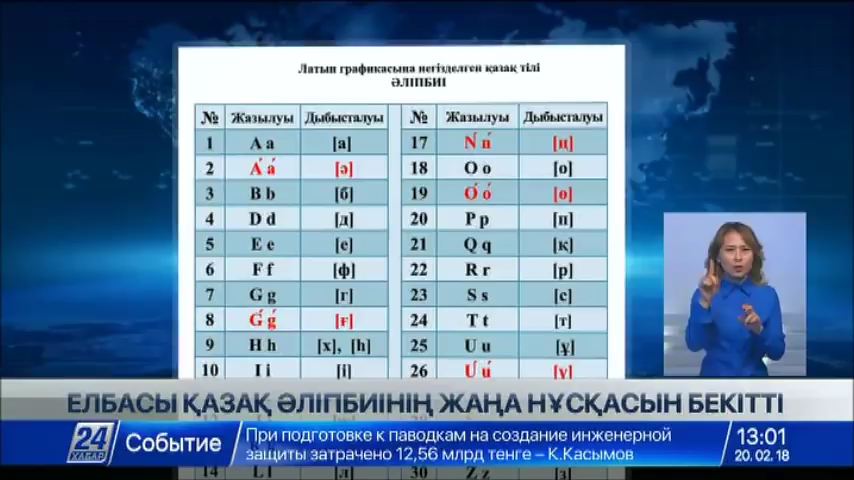 Латын графикасына негізделген қазақ тілі
ӘЛІПБИІ
№ Жазылуы Дыбысталуы № Жазылуы Дыбысталуы
1 A a [а] 17 Ń ń [ң]
2 Á á [ә] 18 O o [о]
3 B b [б] 19 Ó ó [ө]
4 D d [д] 20 P p [п]
5 E e [е] 21 Q q [қ]
6 F f [ф] 22 R r [р]
7 G g [г] 23 S s [с]
8 Ǵ ǵ [ғ] 24 T t [т]
9 H h [х], [h] 25 U u [ұ]
10 I i [і] 26 Ú ú [ү]
ЕЛБАСЫ ҚАЗАҚ ӘЛІПБИІНІҢ ЖАҢА НҰСҚАСЫН БЕКІТТІ
24
ХАБАР
Событие
При подготовке к паводкам на создание инженерной
защиты затрачено 12,56 млрд тенге – К.Касымов
13:01
20.02.18
14 L l [л] 30 Z z [з]